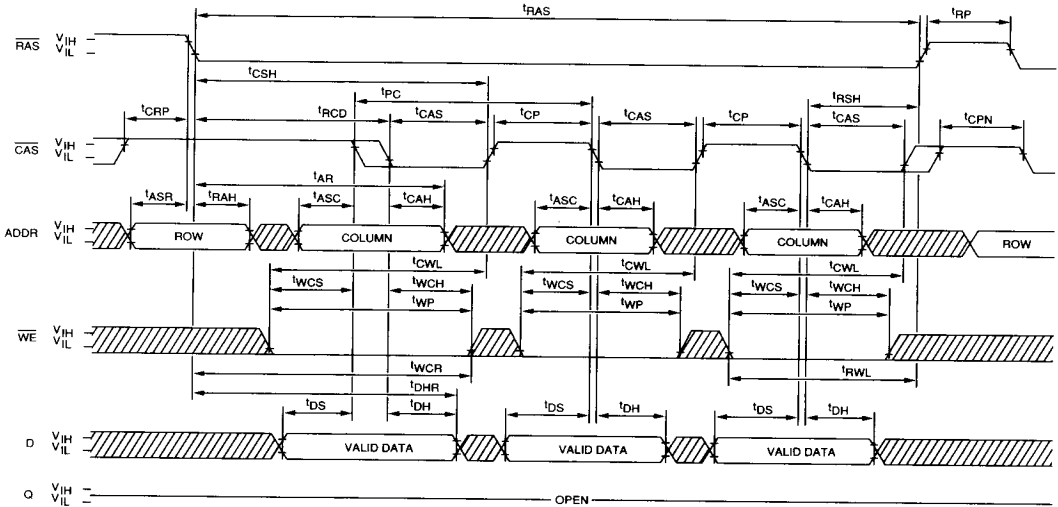 tRAS
tRP
RAS VIH
VIL
tCSH
tPC
tRSH
tCRP
tRCD
tCAS
tCP
tCAS
tCP
tCAS
tCPN
CAS VIH
VIL
tAR
tASR
tRAH
tASC
tCAH
tASC
tCAH
tASC
tCAH
ADDR VIH
VIL
ROW
COLUMN
COLUMN
COLUMN
ROW
tCWL
tCWL
tCWL
tWCS
tWCH
tWCS
tWCH
tWCS
tWCH
tWP
tWP
tWP
WE VIH
VIL
tWCR
tRWL
tDHR
tDS
tDH
tDS
tDH
tDS
tDH
D VIH
VIL
VALID DATA
VALID DATA
VALID DATA
Q VIH
VIL
OPEN